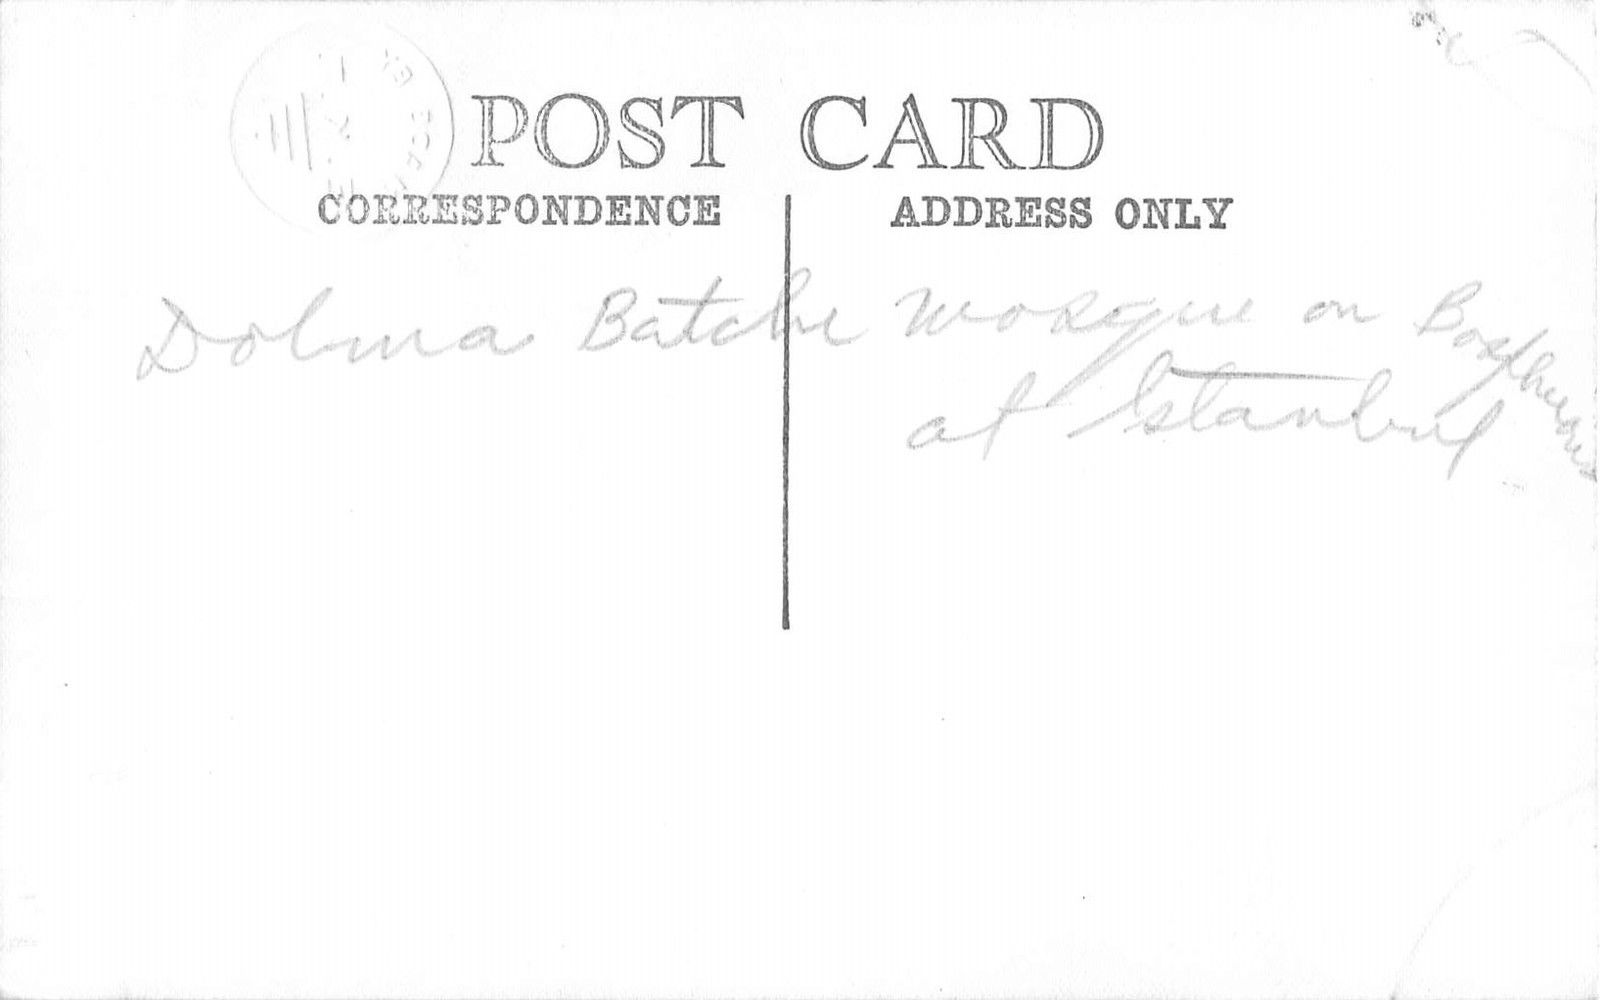 POST CARD
CORRESPONDENCE
ADDRESS ONLY
Dolma Batche Mosque on Bosphorus
at Istanbul